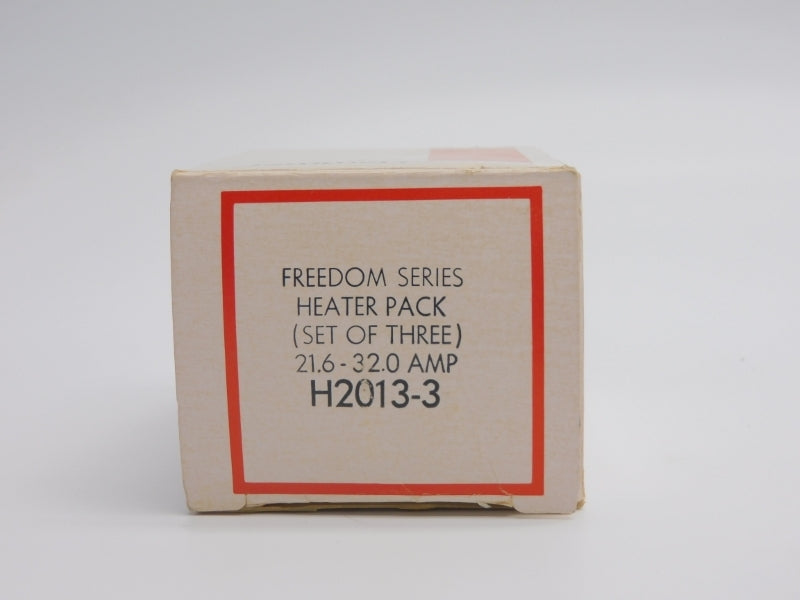 FREEDOM SERIES
HEATER PACK
(SET OF THREE)
21.6 - 32.0 AMP
H2013-3